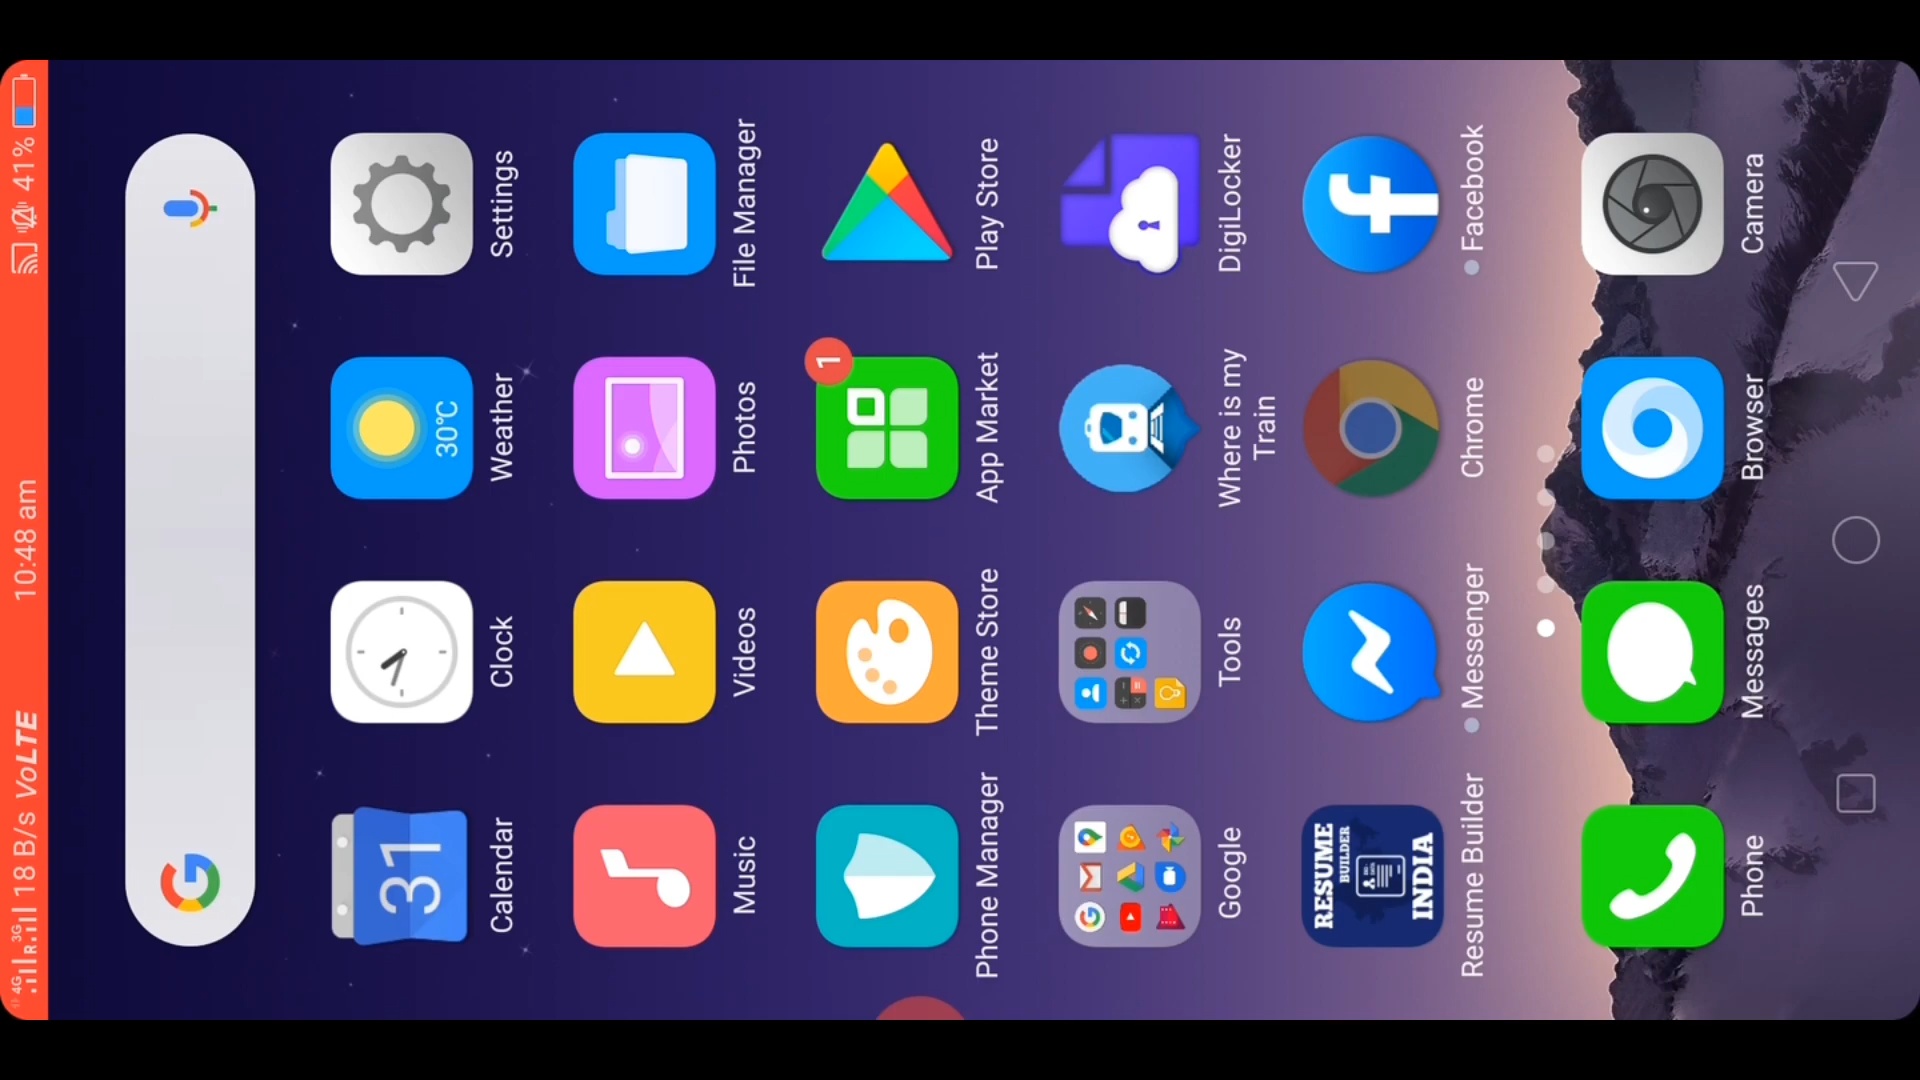 4G 3G R 18 B/s VoLTE 10:48 am 41%
31 30°C
Calendar Clock Weather Settings
Music Videos Photos File Manager
1
Phone Manager Theme Store App Market Play Store
Google Tools Where is my DigiLocker
Train
RESUME
BUILDER
INDIA
Resume Builder Messenger Chrome Facebook
Phone Messages Browser Camera